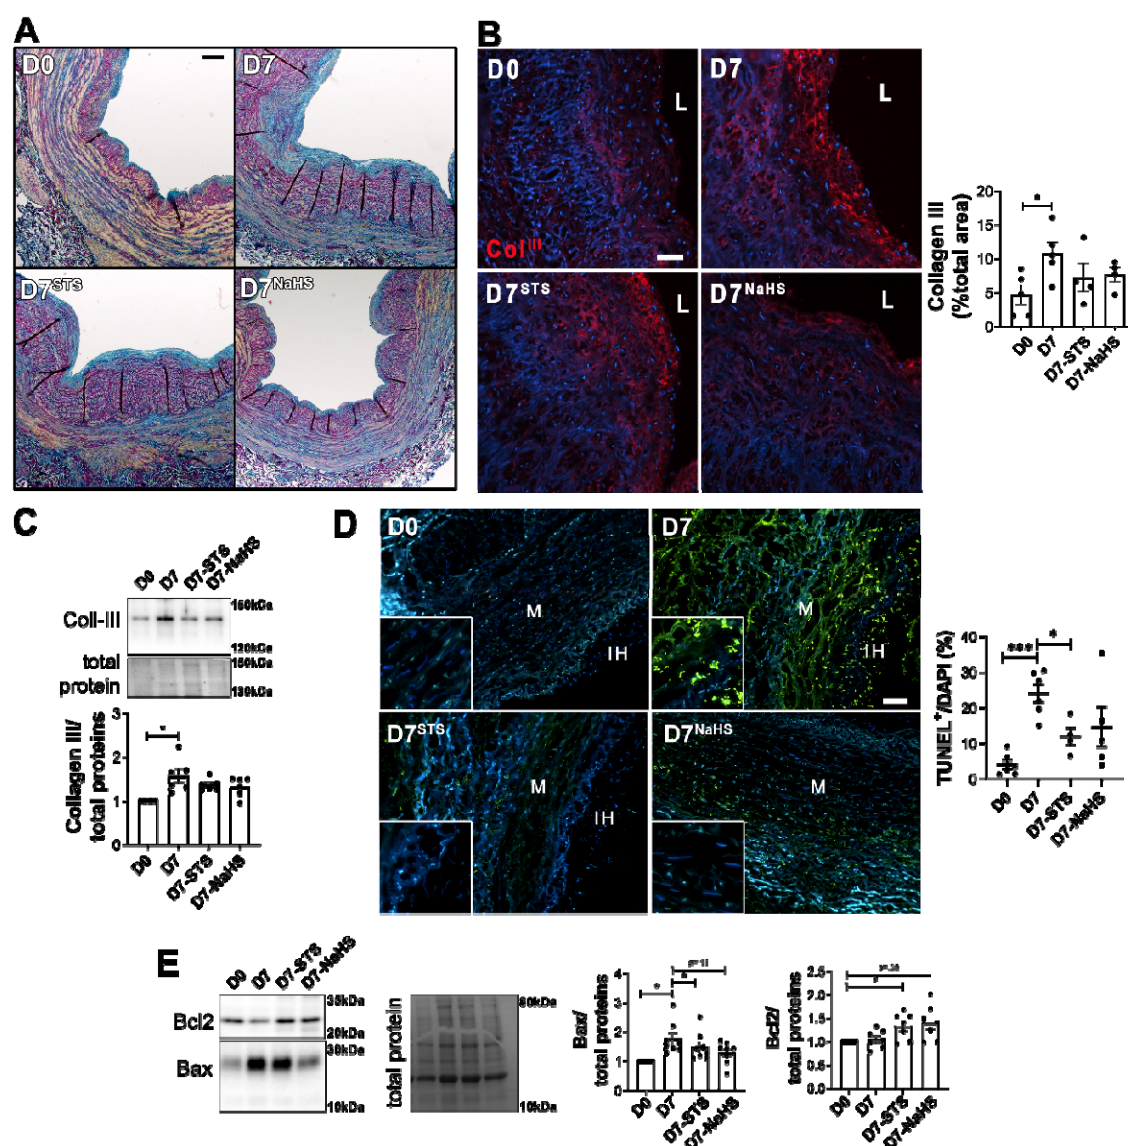 A
D0
D7
D7STS
D7NaHS
B
D0
L
D7
L
ColIII
D7STS
L
D7NaHS
L
Collagen III
(%total area)
20
15
10
5
0
*
D0
D7
D7-STS
D7-NaHS
C
D0
D7
D7-STS
D7-NaHS
Coll-III
150kDa
120kDa
total
protein
150kDa
130kDa
Collagen III/
total proteins
3
2
1
0
*
D0
D7
D7-STS
D7-NaHS
D
D0
M
IH
D7
M
IH
D7STS
M
IH
D7NaHS
M
TUNEL+/DAPI (%)
40
30
20
10
0
***
*
D0
D7
D7-STS
D7-NaHS
E
D0
D7
D7-STS
D7-NaHS
Bcl2
35kDa
20kDa
Bax
30kDa
10kDa
total protein
10kDa
Bax/
total proteins
4
3
2
1
0
*
D0
D7
D7-STS
D7-NaHS
Bcl2/
total proteins
2.5
2.0
1.5
1.0
0.5
0.0
D0
D7
D7-STS
D7-NaHS